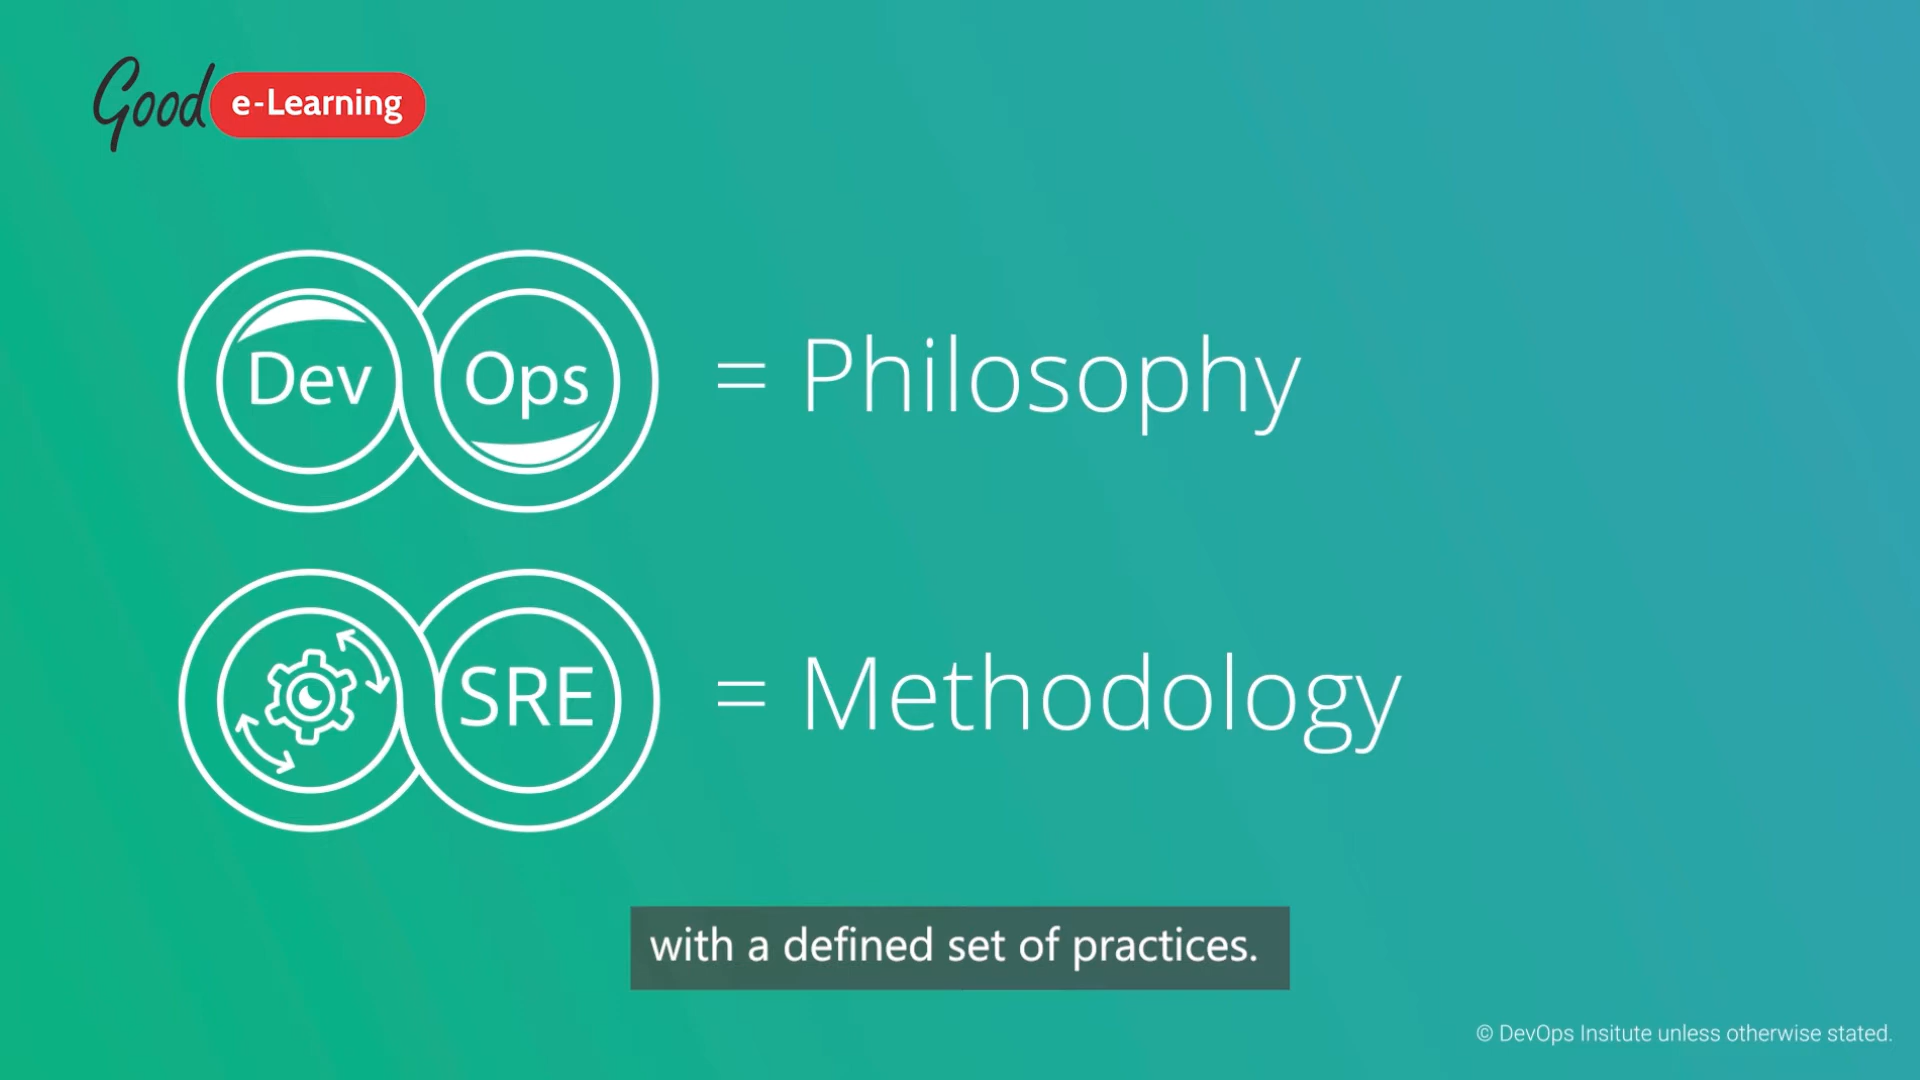 Good e-Learning
Dev Ops = Philosophy
SRE = Methodology
with a defined set of practices.
© DevOps Insitute unless otherwise stated.